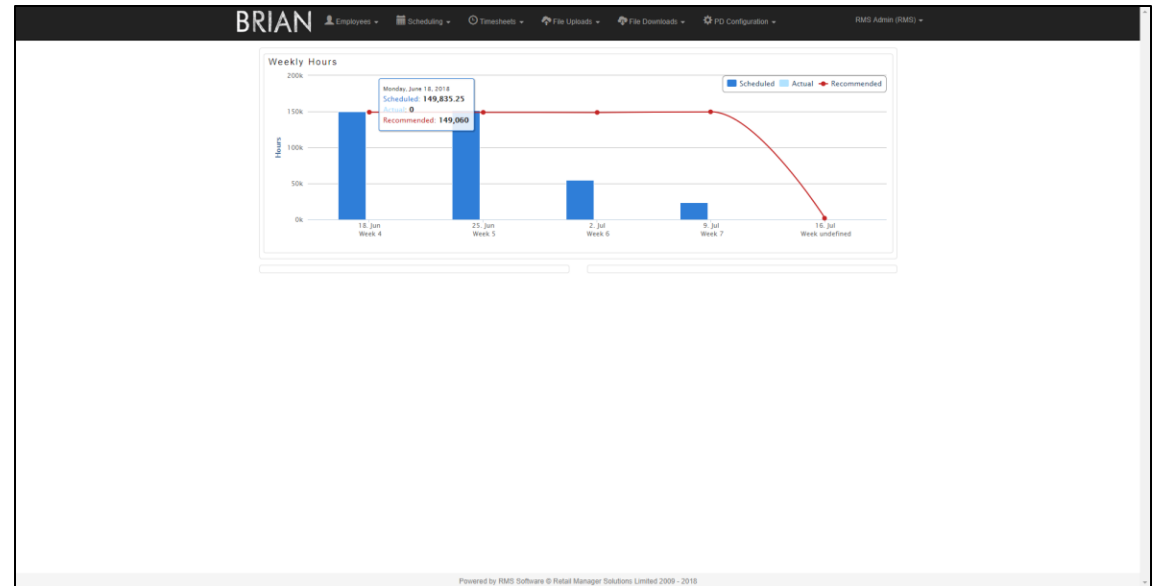 BRIAN Employees Scheduling Timesheets File Uploads File Downloads PD Configuration RMS Admin (RMS)
Weekly Hours
Scheduled Actual Recommended
Monday, June 18, 2018
Scheduled: 149,835.25
Actual: 0
Recommended: 149,060
Hours
200k
150k
100k
50k
0k
18. Jun 25. Jun 2. Jul 9. Jul 16. Jul
Week 4 Week 5 Week 6 Week 7 Week undefined
Powered by RMS Software © Retail Manager Solutions Limited 2009 - 2018